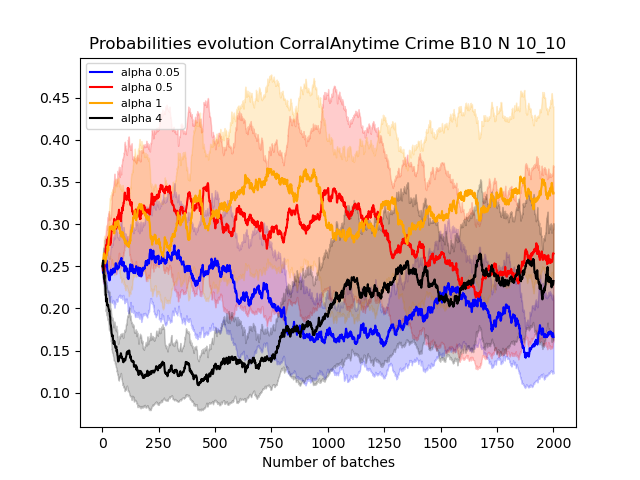 Probabilities evolution CorralAnytime Crime B10 N 10_10
alpha 0.05
alpha 0.5
alpha 1
alpha 4
0.45
0.40
0.35
0.30
0.25
0.20
0.15
0.10
0 250 500 750 1000 1250 1500 1750 2000
Number of batches